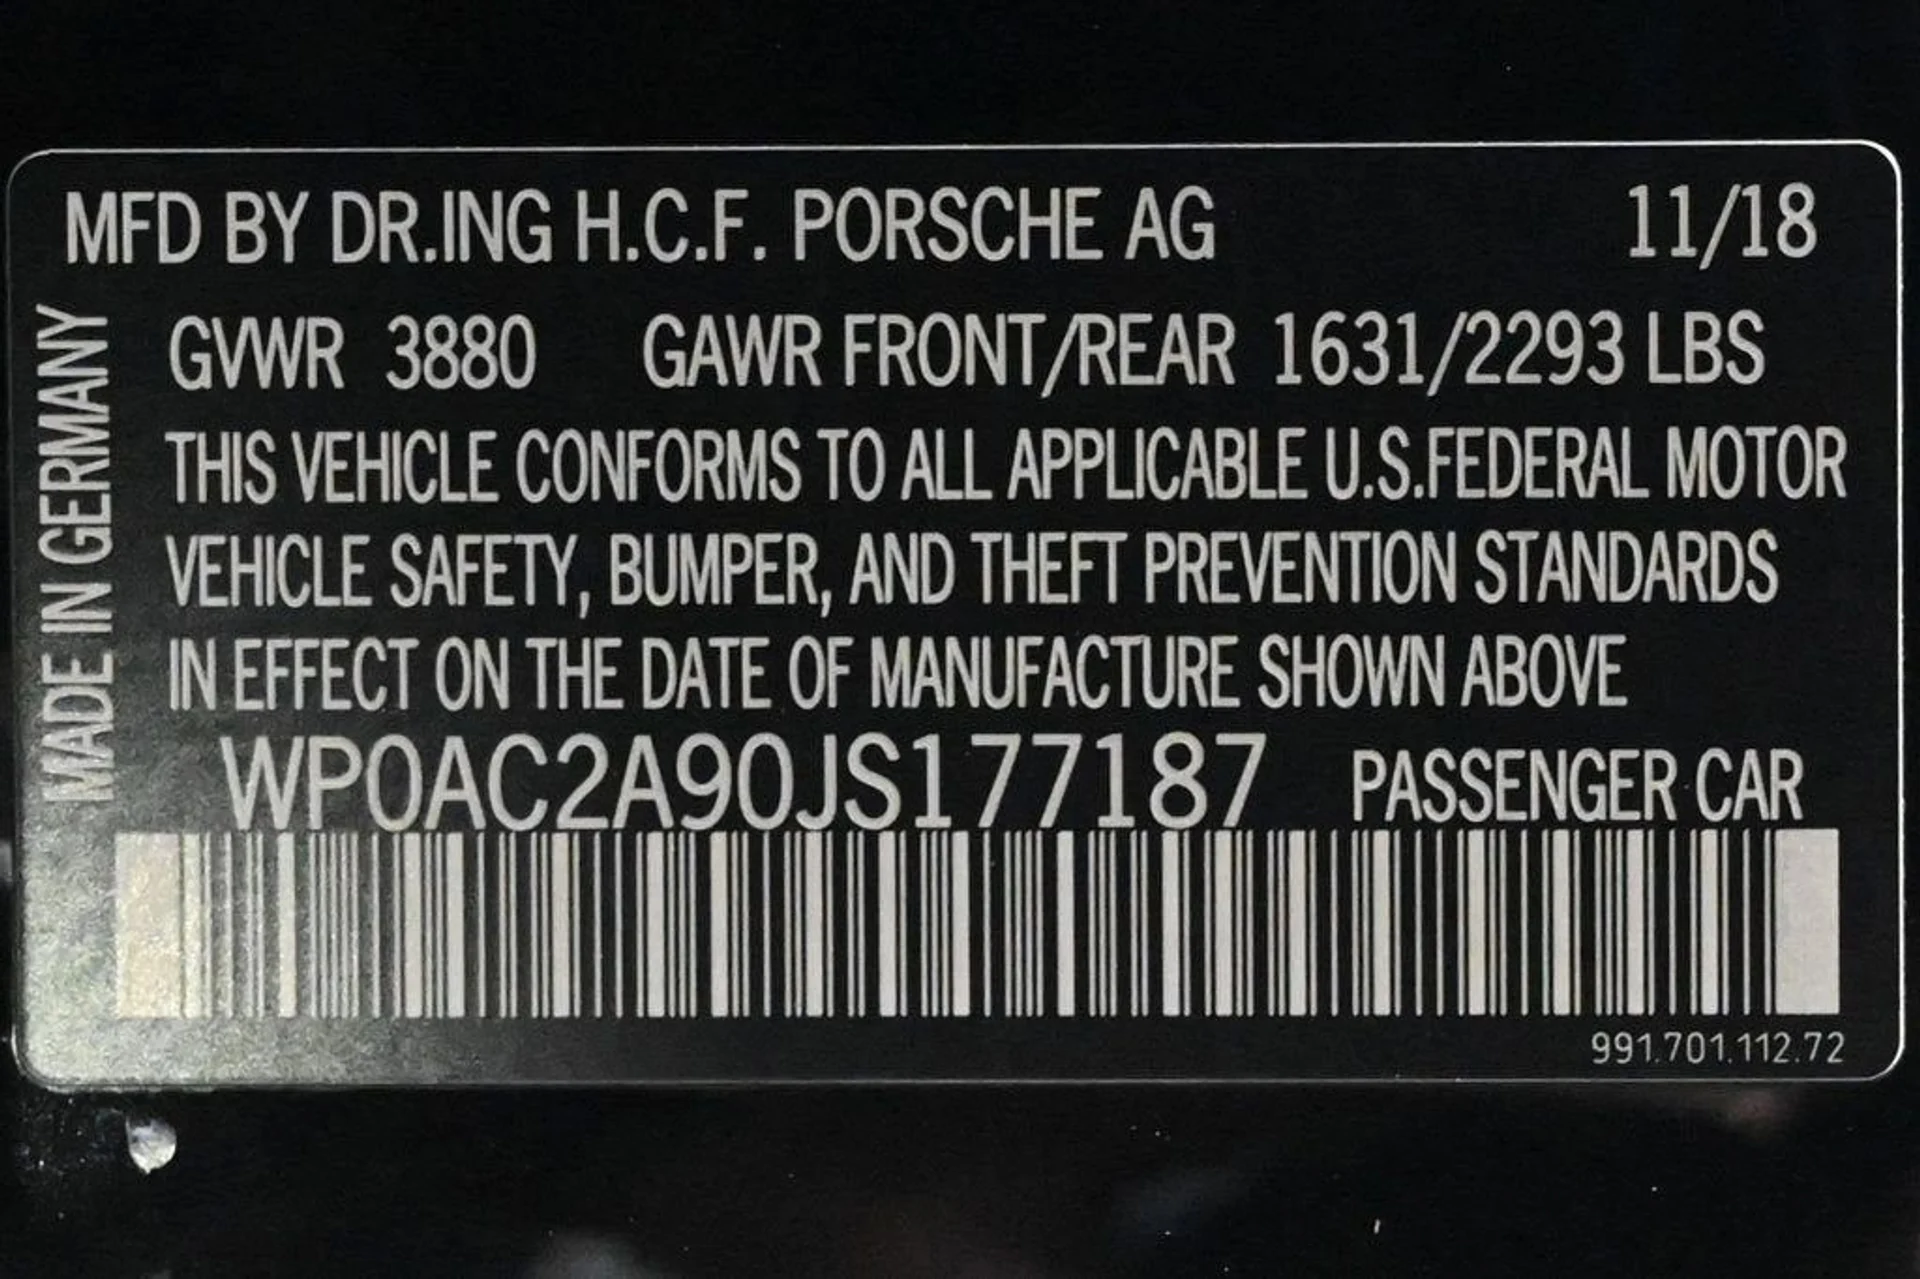 MFD BY DR.ING H.C.F. PORSCHE AG 11/18
GVWR 3880 GAWR FRONT/REAR 1631/2293 LBS
THIS VEHICLE CONFORMS TO ALL APPLICABLE U.S.FEDERAL MOTOR
VEHICLE SAFETY, BUMPER, AND THEFT PREVENTION STANDARDS
IN EFFECT ON THE DATE OF MANUFACTURE SHOWN ABOVE
WP0AC2A90JS177187 PASSENGER CAR
991.701.112.72
MADE IN GERMANY